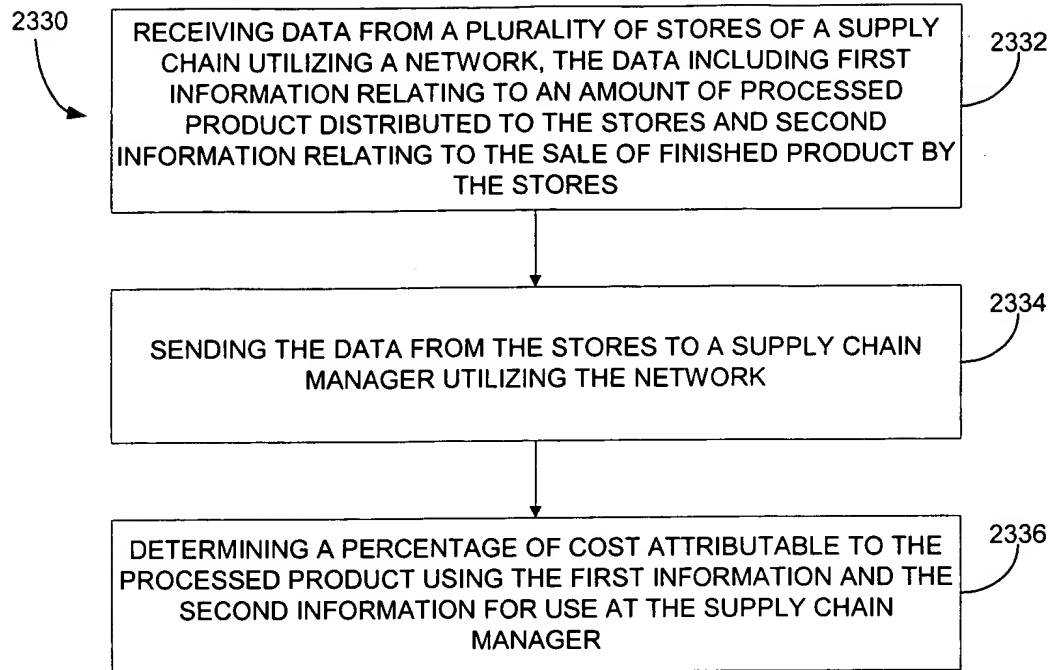 2330
RECEIVING DATA FROM A PLURALITY OF STORES OF A SUPPLY
CHAIN UTILIZING A NETWORK, THE DATA INCLUDING FIRST
INFORMATION RELATING TO AN AMOUNT OF PROCESSED
PRODUCT DISTRIBUTED TO THE STORES AND SECOND
INFORMATION RELATING TO THE SALE OF FINISHED PRODUCT BY
THE STORES
2332
SENDING THE DATA FROM THE STORES TO A SUPPLY CHAIN
MANAGER UTILIZING THE NETWORK
2334
DETERMINING A PERCENTAGE OF COST ATTRIBUTABLE TO THE
PROCESSED PRODUCT USING THE FIRST INFORMATION AND THE
SECOND INFORMATION FOR USE AT THE SUPPLY CHAIN
MANAGER
2336